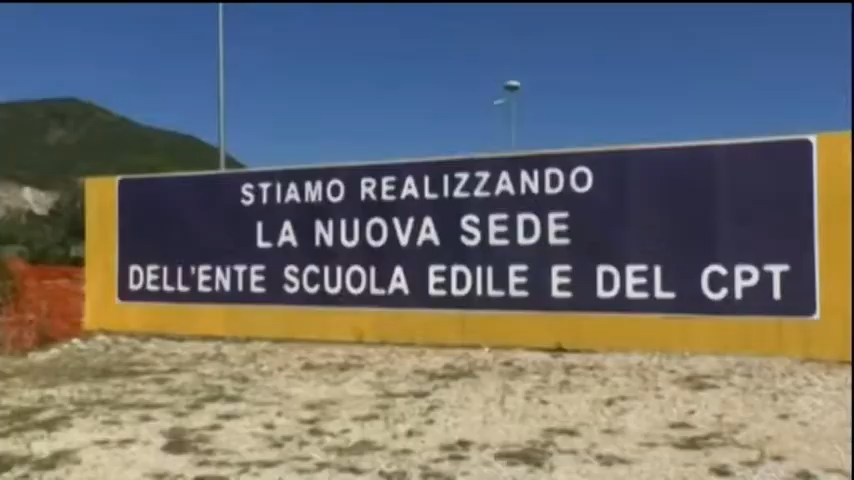 STIAMO REALIZZANDO
LA NUOVA SEDE
DELL'ENTE SCUOLA EDILE E DEL CPT